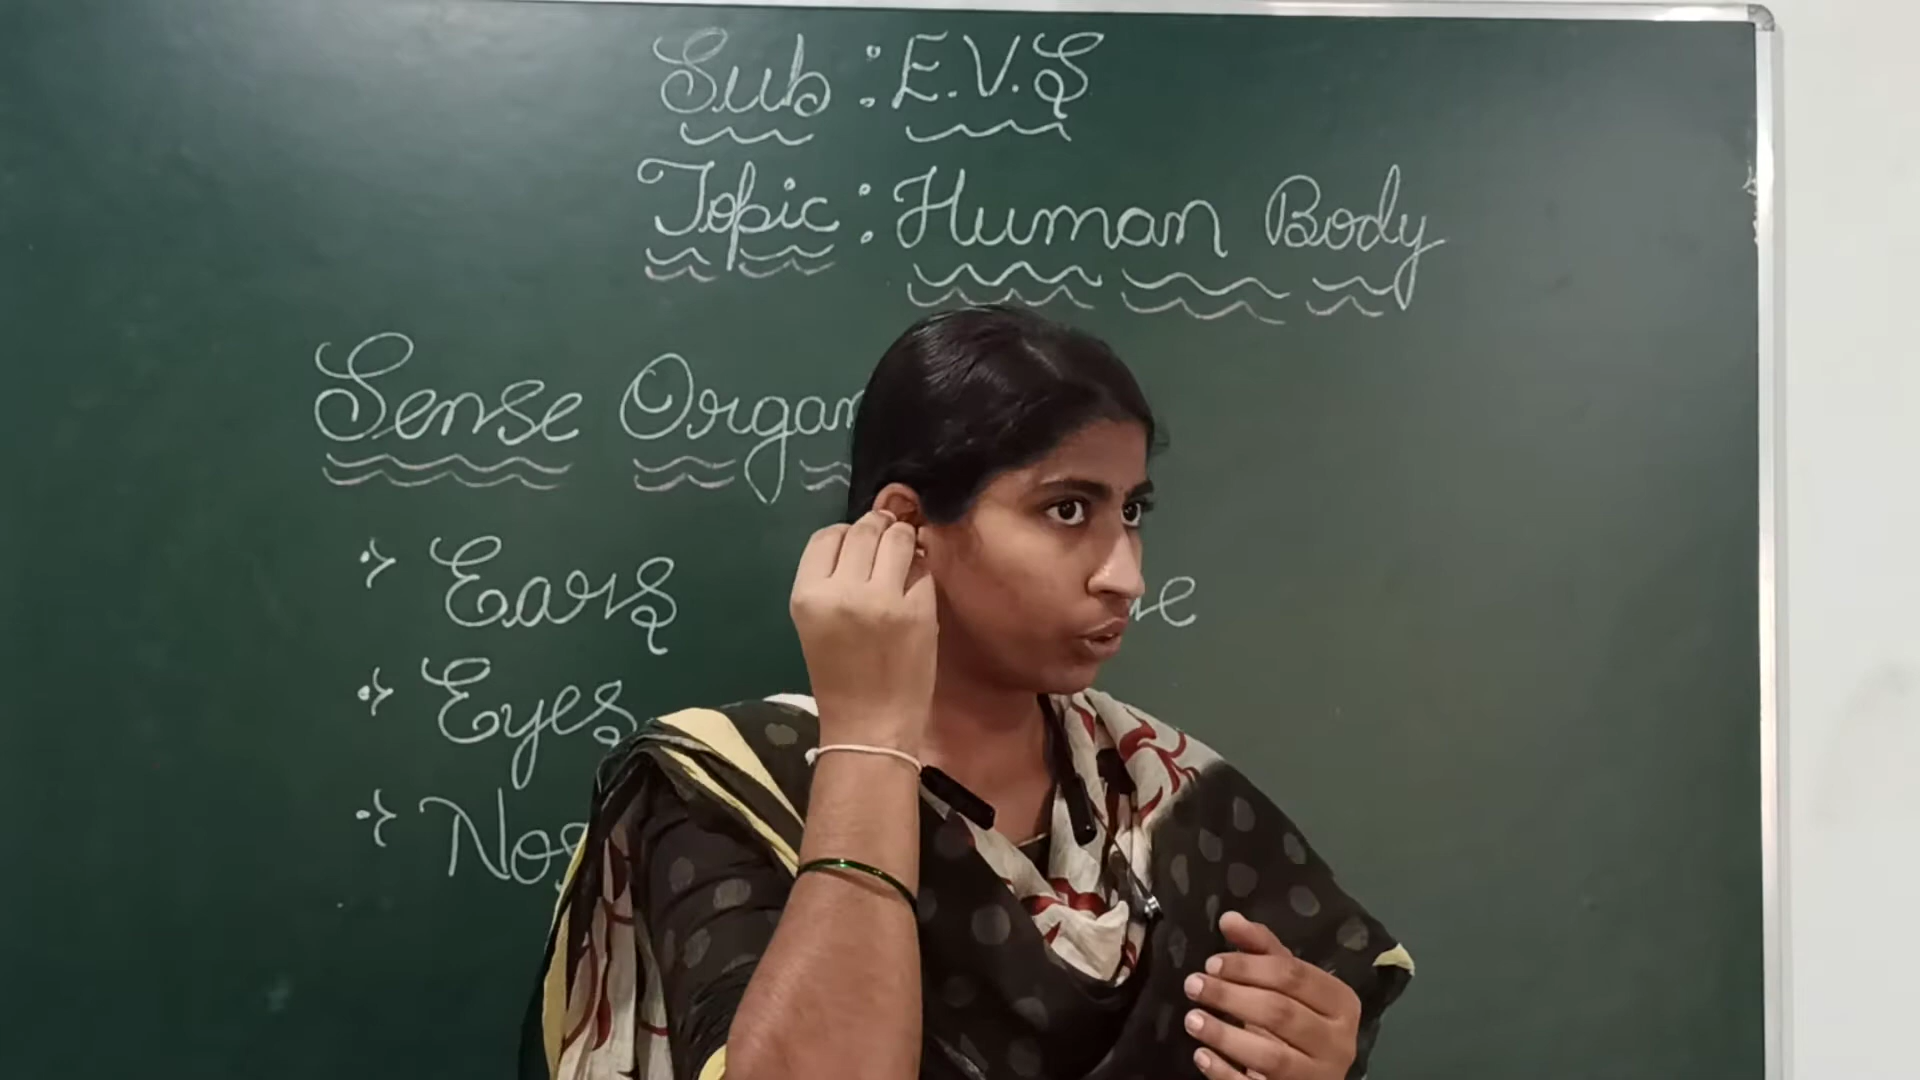 Sub : E.V.S
Topic : Human Body
Sense
Ears
Eyes